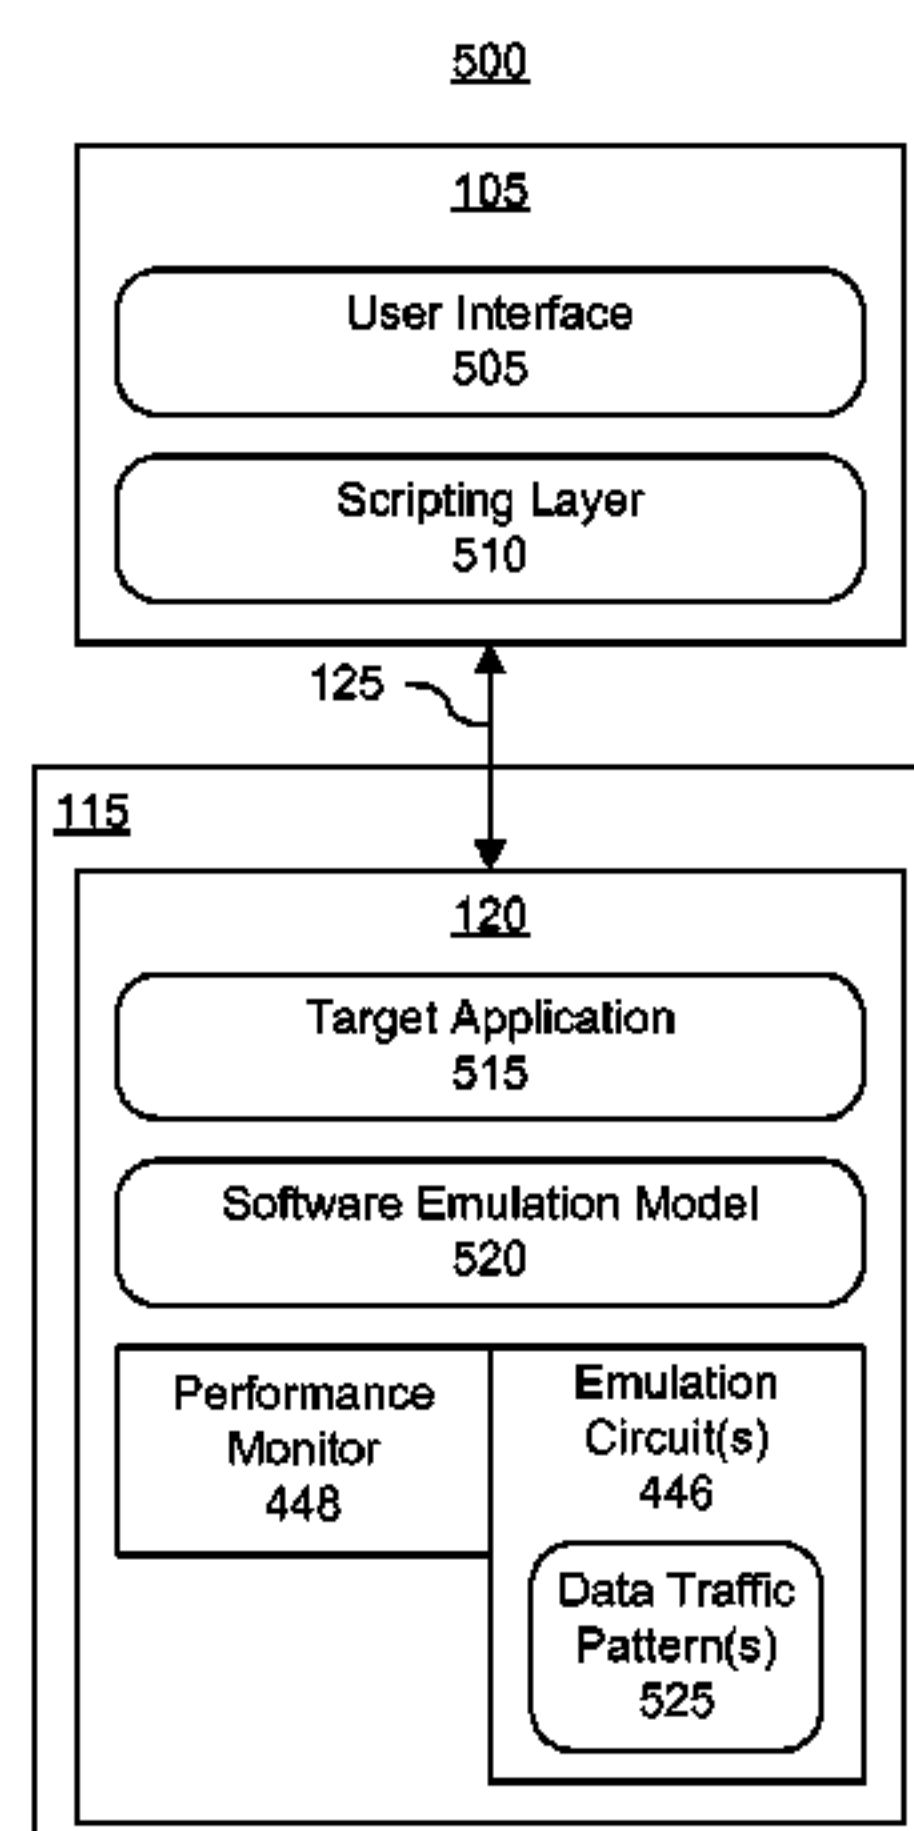 500
105
User Interface
505
Scripting Layer
510
125
115
120
Target Application
515
Software Emulation Model
520
Performance
Monitor
448
Emulation
Circuit(s)
446
Data Traffic
Pattern(s)
525